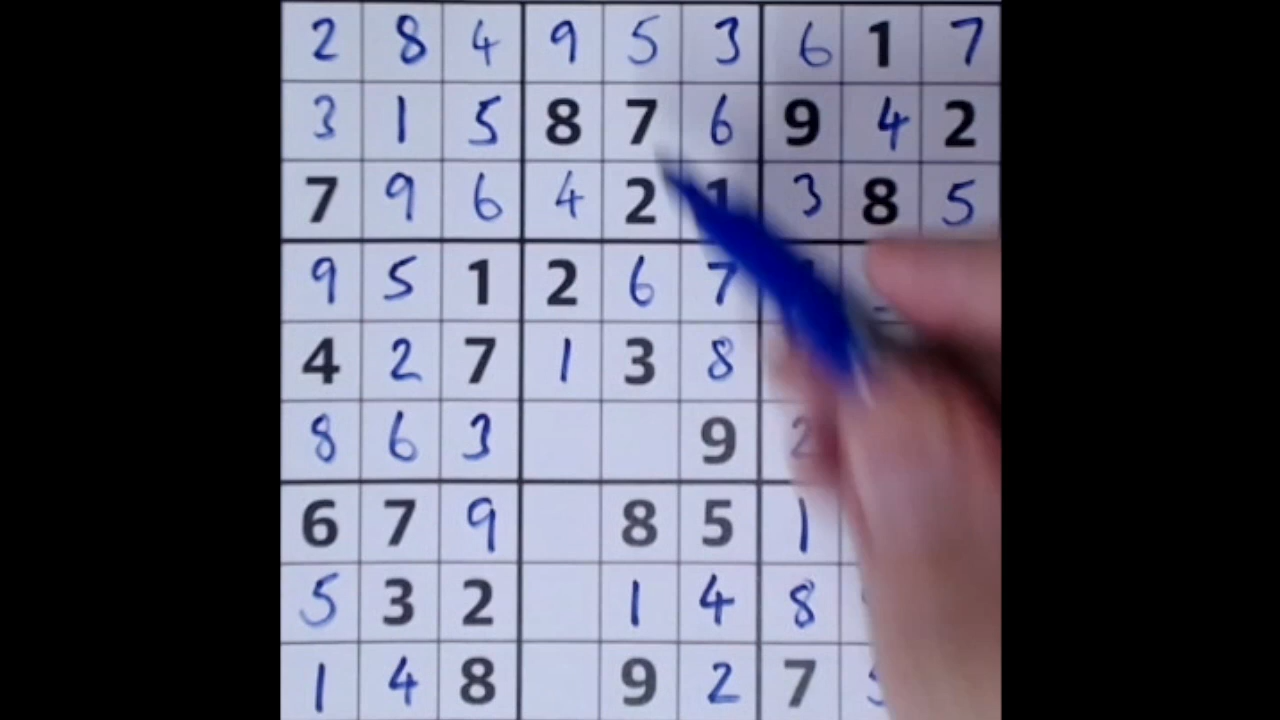 2 8 4 9 5 3 6 1 7
3 1 5 8 7 6 9 4 2
7 9 6 4 2 1 3 8 5
9 5 1 2 6 7
4 2 7 1 3 8
8 6 3 9 2
6 7 9 8 5 1
5 3 2 1 4 8
1 4 8 9 2 7